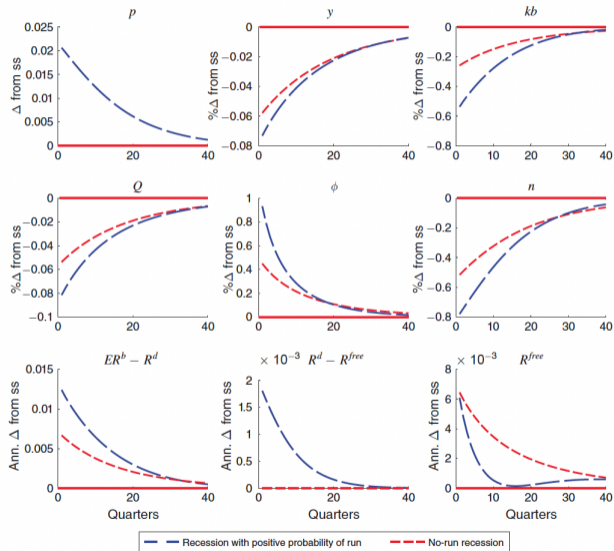 p
y
kb
Δ from ss
0.025
0.02
0.015
0.01
0.005
0
0 20 40
%Δ from ss
0
−0.02
−0.04
−0.06
−0.08
0 20 40
%Δ from ss
0
−0.2
−0.4
−0.6
−0.8
0 10 20 30 40
Q
ϕ
n
%Δ from ss
0
−0.02
−0.04
−0.06
−0.08
−0.1
0 20 40
%Δ from ss
1
0.8
0.6
0.4
0.2
0
0 20 40
%Δ from ss
0
−0.2
−0.4
−0.6
−0.8
0 10 20 30 40
ERᵇ − Rᵈ
× 10⁻³ Rᵈ − Rᶠʳᵉᵉ
× 10⁻³ Rᶠʳᵉᵉ
Ann. Δ from ss
0.015
0.01
0.005
0
0 20 40
Quarters
Ann. Δ from ss
2
1.5
1
0.5
0
0 20 40
Quarters
Ann. Δ from ss
8
6
4
2
0
0 10 20 30 40
Quarters
Recession with positive probability of run No-run recession